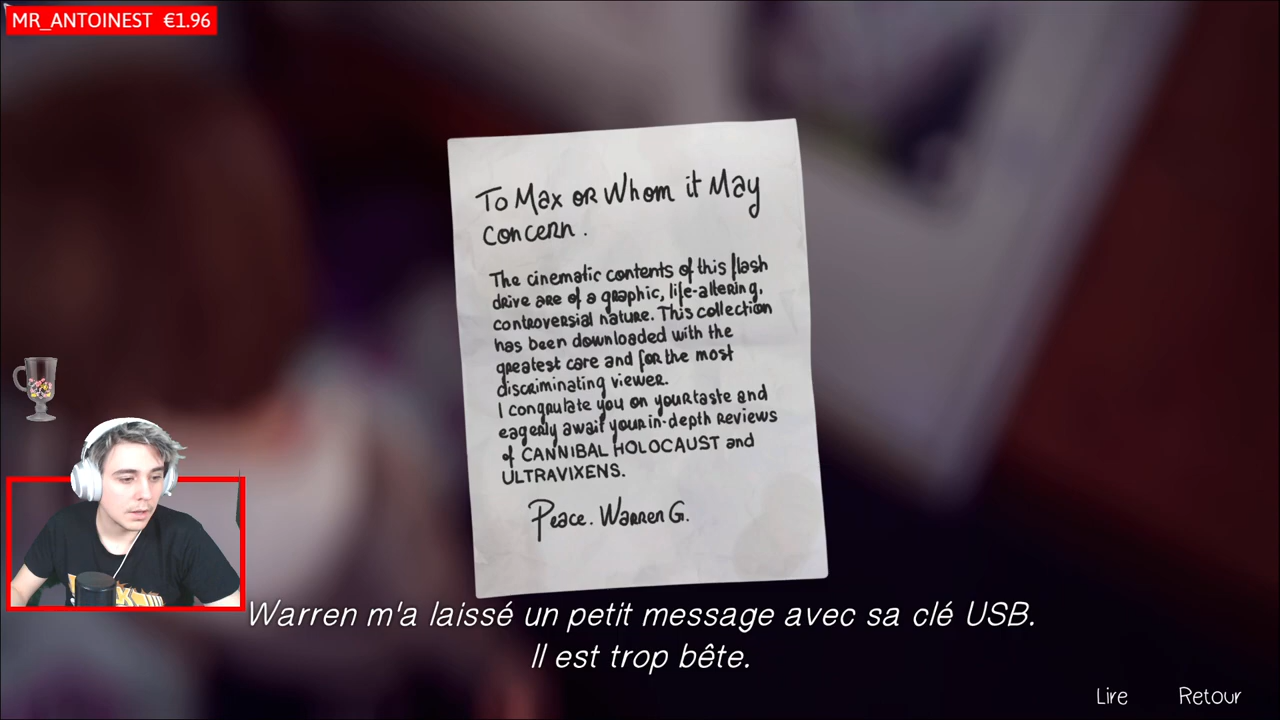 MR_ANTOINEST €1.96
To Max or Whom it May
Concern.
The cinematic contents of this flash
drive are of a graphic, life-altering,
controversial nature. This collection
has been downloaded with the
greatest care and for the most
discriminating viewer.
I congrulate you on your taste and
eagerly await your in-depth reviews
of CANNIBAL HOLOCAUST and
ULTRAVIXENS.
Peace. Warren G.
Warren m'a laissé un petit message avec sa clé USB.
Il est trop bête.
Lire Retour